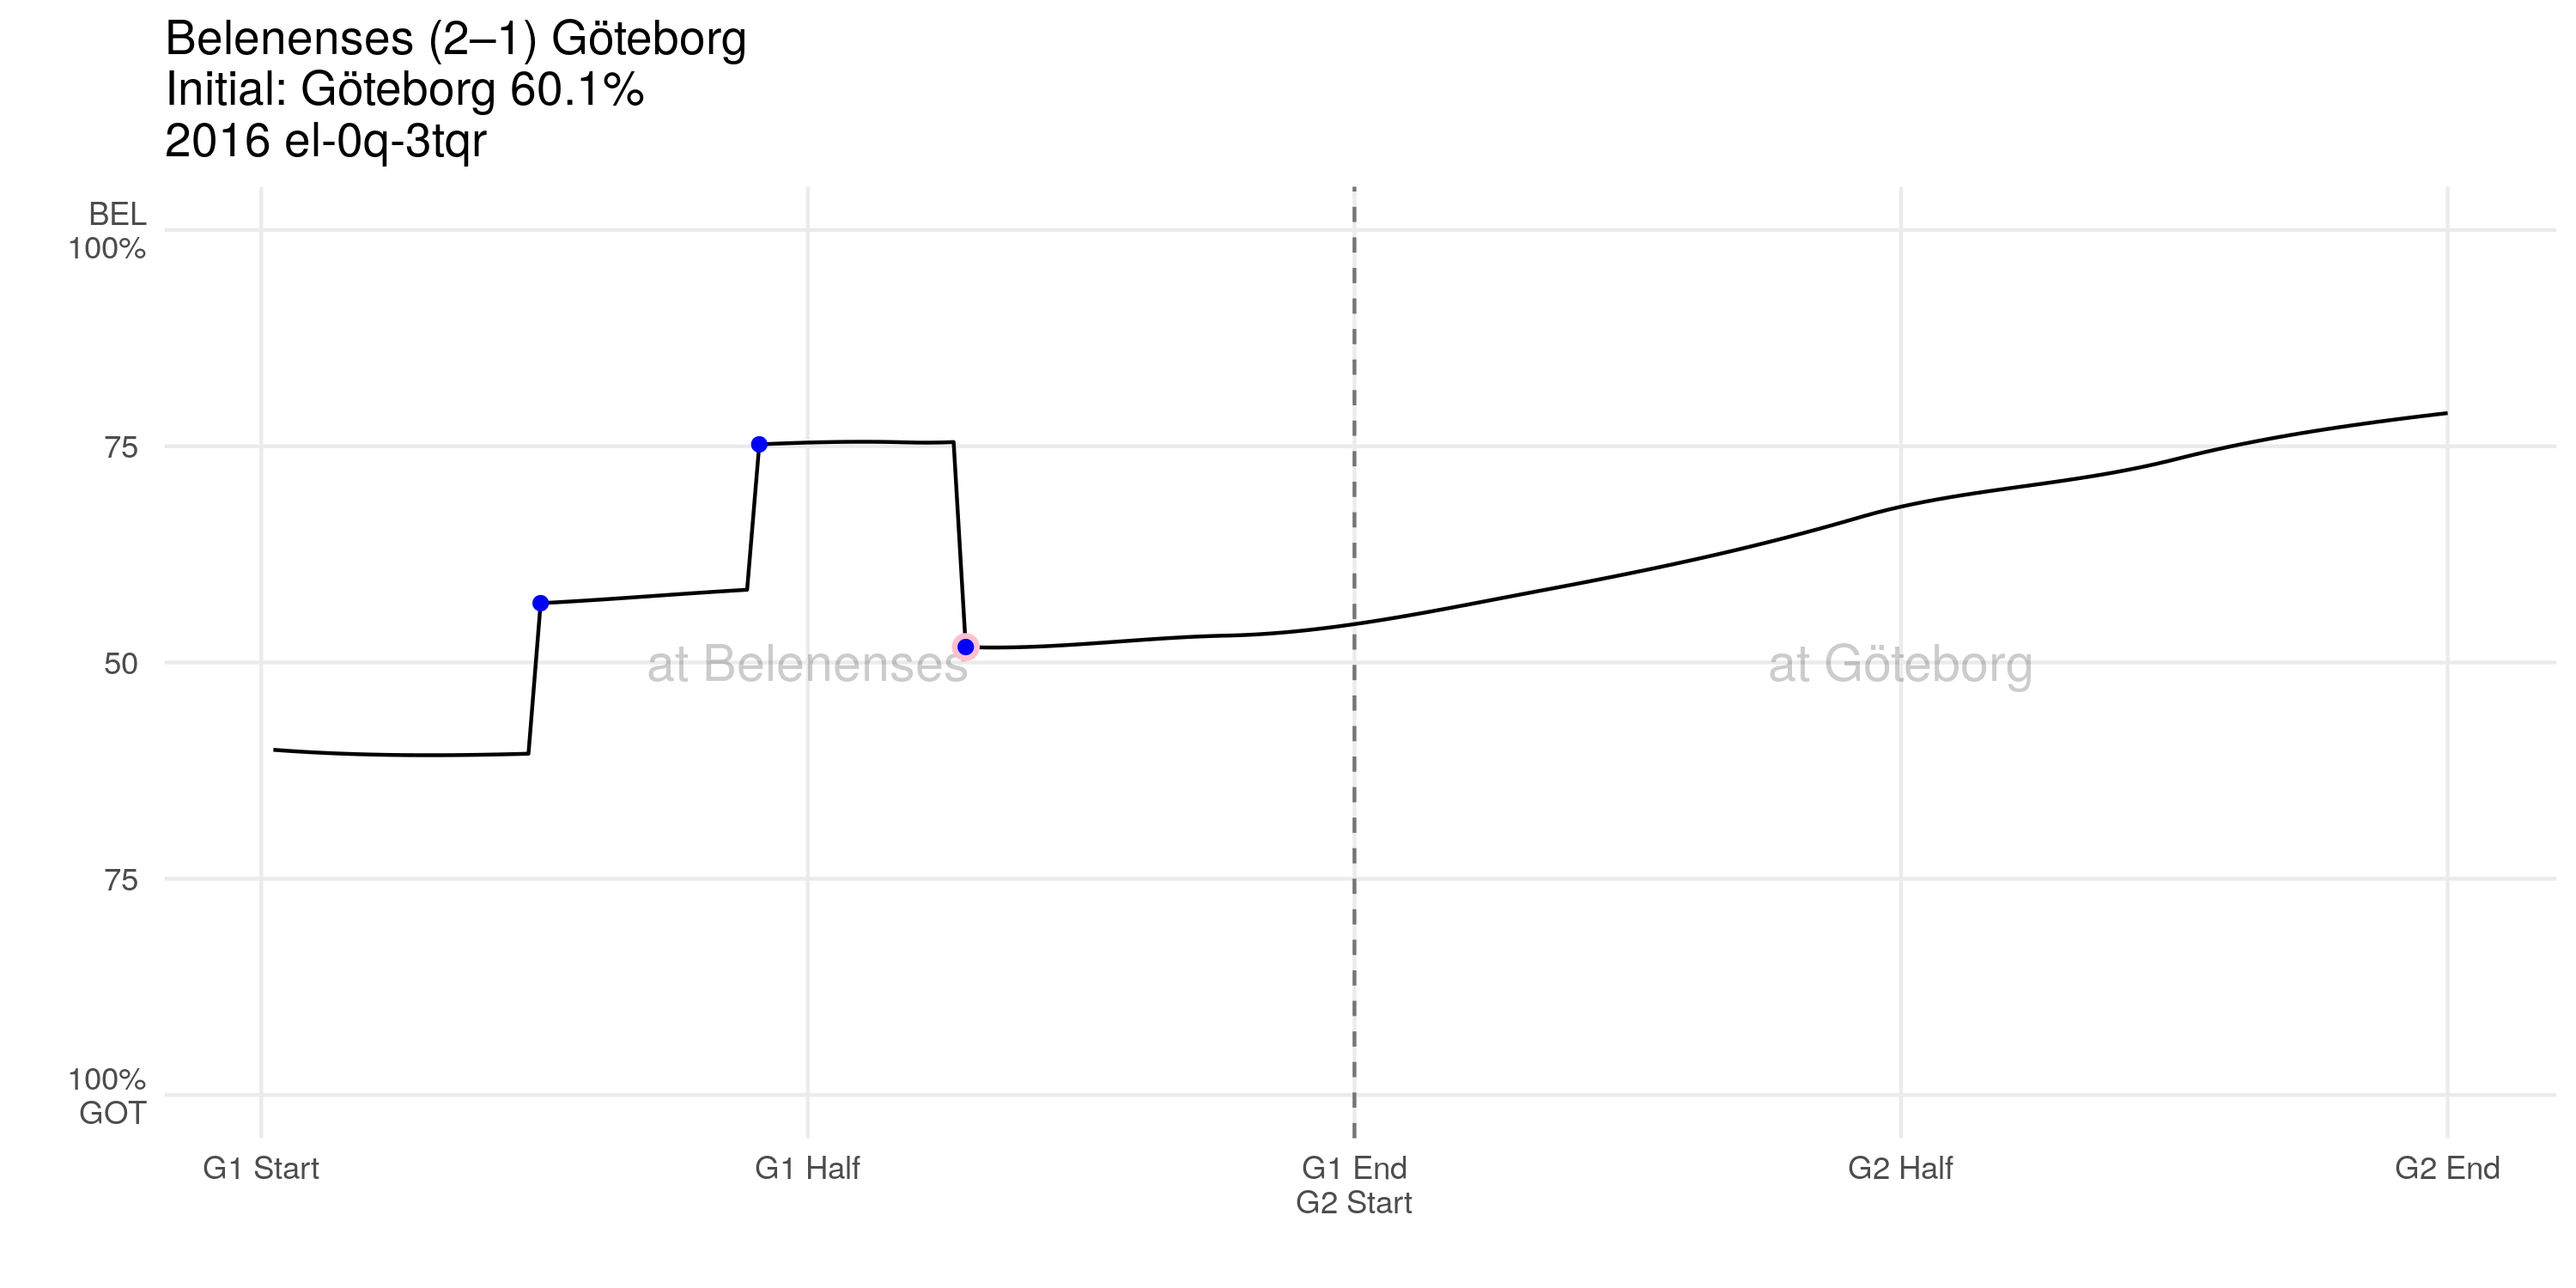 Belenenses (2–1) Göteborg
Initial: Göteborg 60.1%
2016 el-0q-3tqr
BEL
100%
75
50
75
100%
GOT
at Belenenses
at Göteborg
G1 Start
G1 Half
G1 End
G2 Start
G2 Half
G2 End